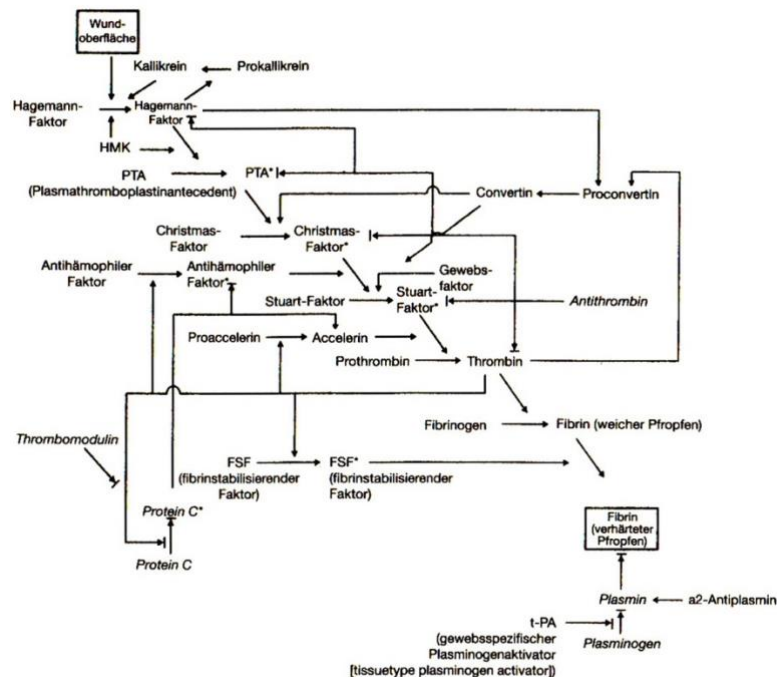 Wund-
oberfläche
Kallikrein
Prokallikrein
Hagemann-
Faktor
Hagemann-
Faktor*
HMK
PTA
(Plasmathromboplastinantecedent)
PTA*
Convertin
Proconvertin
Christmas-
Faktor
Christmas-
Faktor*
Antihämophiler
Faktor
Antihämophiler
Faktor*
Gewebs-
faktor
Stuart-Faktor
Stuart-
Faktor*
Antithrombin
Proaccelerin
Accelerin
Prothrombin
Thrombin
Fibrinogen
Fibrin (weicher Pfropfen)
Thrombomodulin
FSF
(fibrinstabilisierender
Faktor)
FSF*
(fibrinstabilisierender
Faktor)
Protein C*
Protein C
Fibrin
(verhärteter
Pfropfen)
Plasmin
a2-Antiplasmin
t-PA
(gewebsspezifischer
Plasminogenaktivator
[tissuetype plasminogen activator])
Plasminogen